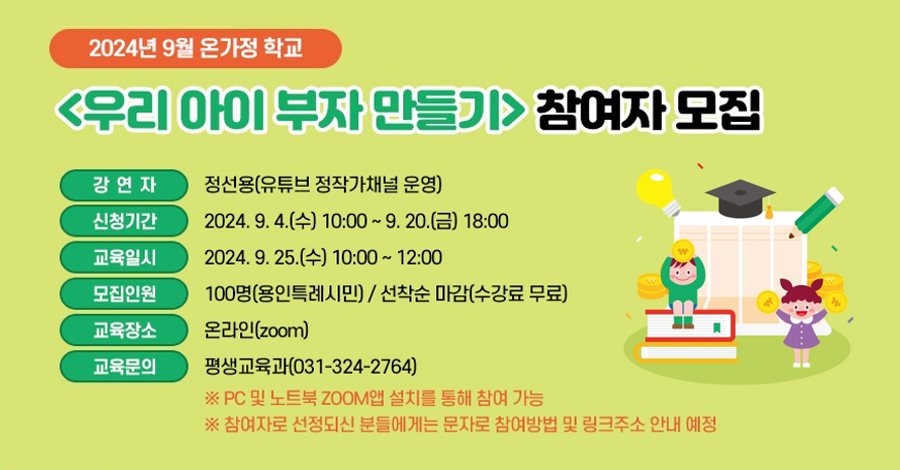 2024년 9월 온가정 학교
<우리 아이 부자 만들기> 참여자 모집
강 연 자 정선용(유튜브 정작가채널 운영)
신청기간 2024. 9. 4.(수) 10:00 ~ 9. 20.(금) 18:00
교육일시 2024. 9. 25.(수) 10:00 ~ 12:00
모집인원 100명(용인특례시민) / 선착순 마감(수강료 무료)
교육장소 온라인(zoom)
교육문의 평생교육과(031-324-2764)
※ PC 및 노트북 ZOOM앱 설치를 통해 참여 가능
※ 참여자로 선정되신 분들에게는 문자로 참여방법 및 링크주소 안내 예정